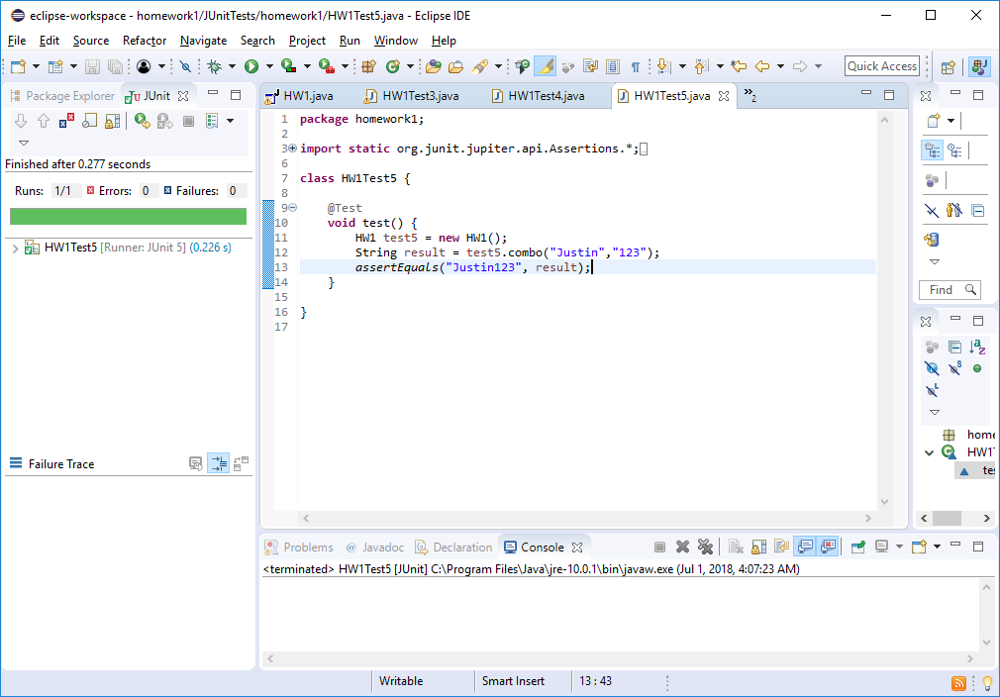 eclipse-workspace - homework1/JUnitTests/homework1/HW1Test5.java - Eclipse IDE
File Edit Source Refactor Navigate Search Project Run Window Help
Quick Access
Package Explorer JUnit
HW1.java HW1Test3.java HW1Test4.java HW1Test5.java »2
Finished after 0.277 seconds
Runs: 1/1 Errors: 0 Failures: 0
HW1Test5 [Runner: JUnit 5] (0.226 s)
Failure Trace
1 package homework1;
2
3 import static org.junit.jupiter.api.Assertions.*;
6
7 class HW1Test5 {
8
9 @Test
10 void test() {
11 HW1 test5 = new HW1();
12 String result = test5.combo("Justin","123");
13 assertEquals("Justin123", result);
14 }
15
16 }
17
Find
home
HW1T
tes
Problems @ Javadoc Declaration Console
<terminated> HW1Test5 [JUnit] C:\Program Files\Java\jre-10.0.1\bin\javaw.exe (Jul 1, 2018, 4:07:23 AM)
Writable Smart Insert 13 : 43